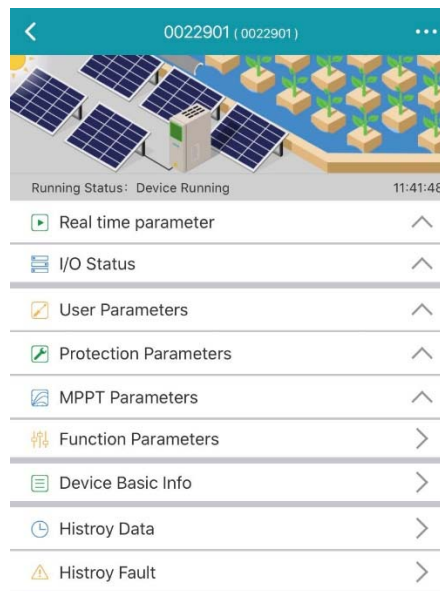 0022901 (0022901)
Running Status: Device Running 11:41:48
Real time parameter
I/O Status
User Parameters
Protection Parameters
MPPT Parameters
Function Parameters
Device Basic Info
Histroy Data
Histroy Fault